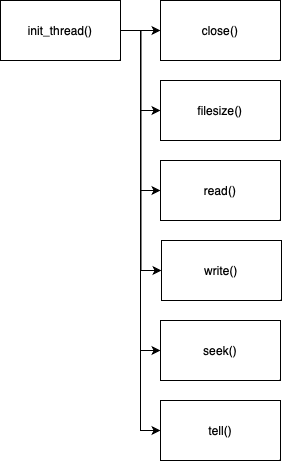 init_thread()
close()
filesize()
read()
write()
seek()
tell()